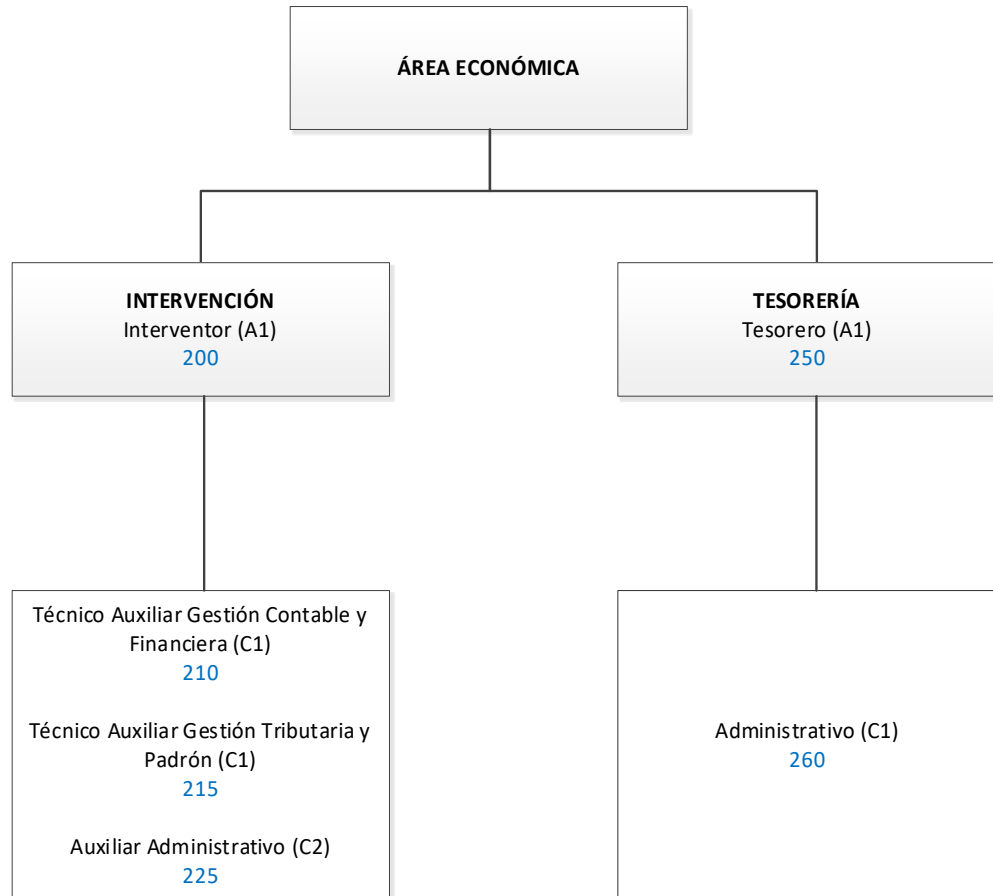 ÁREA ECONÓMICA
INTERVENCIÓN
Interventor (A1)
200
TESORERÍA
Tesorero (A1)
250
Técnico Auxiliar Gestión Contable y
Financiera (C1)
210
Técnico Auxiliar Gestión Tributaria y
Padrón (C1)
215
Auxiliar Administrativo (C2)
225
Administrativo (C1)
260